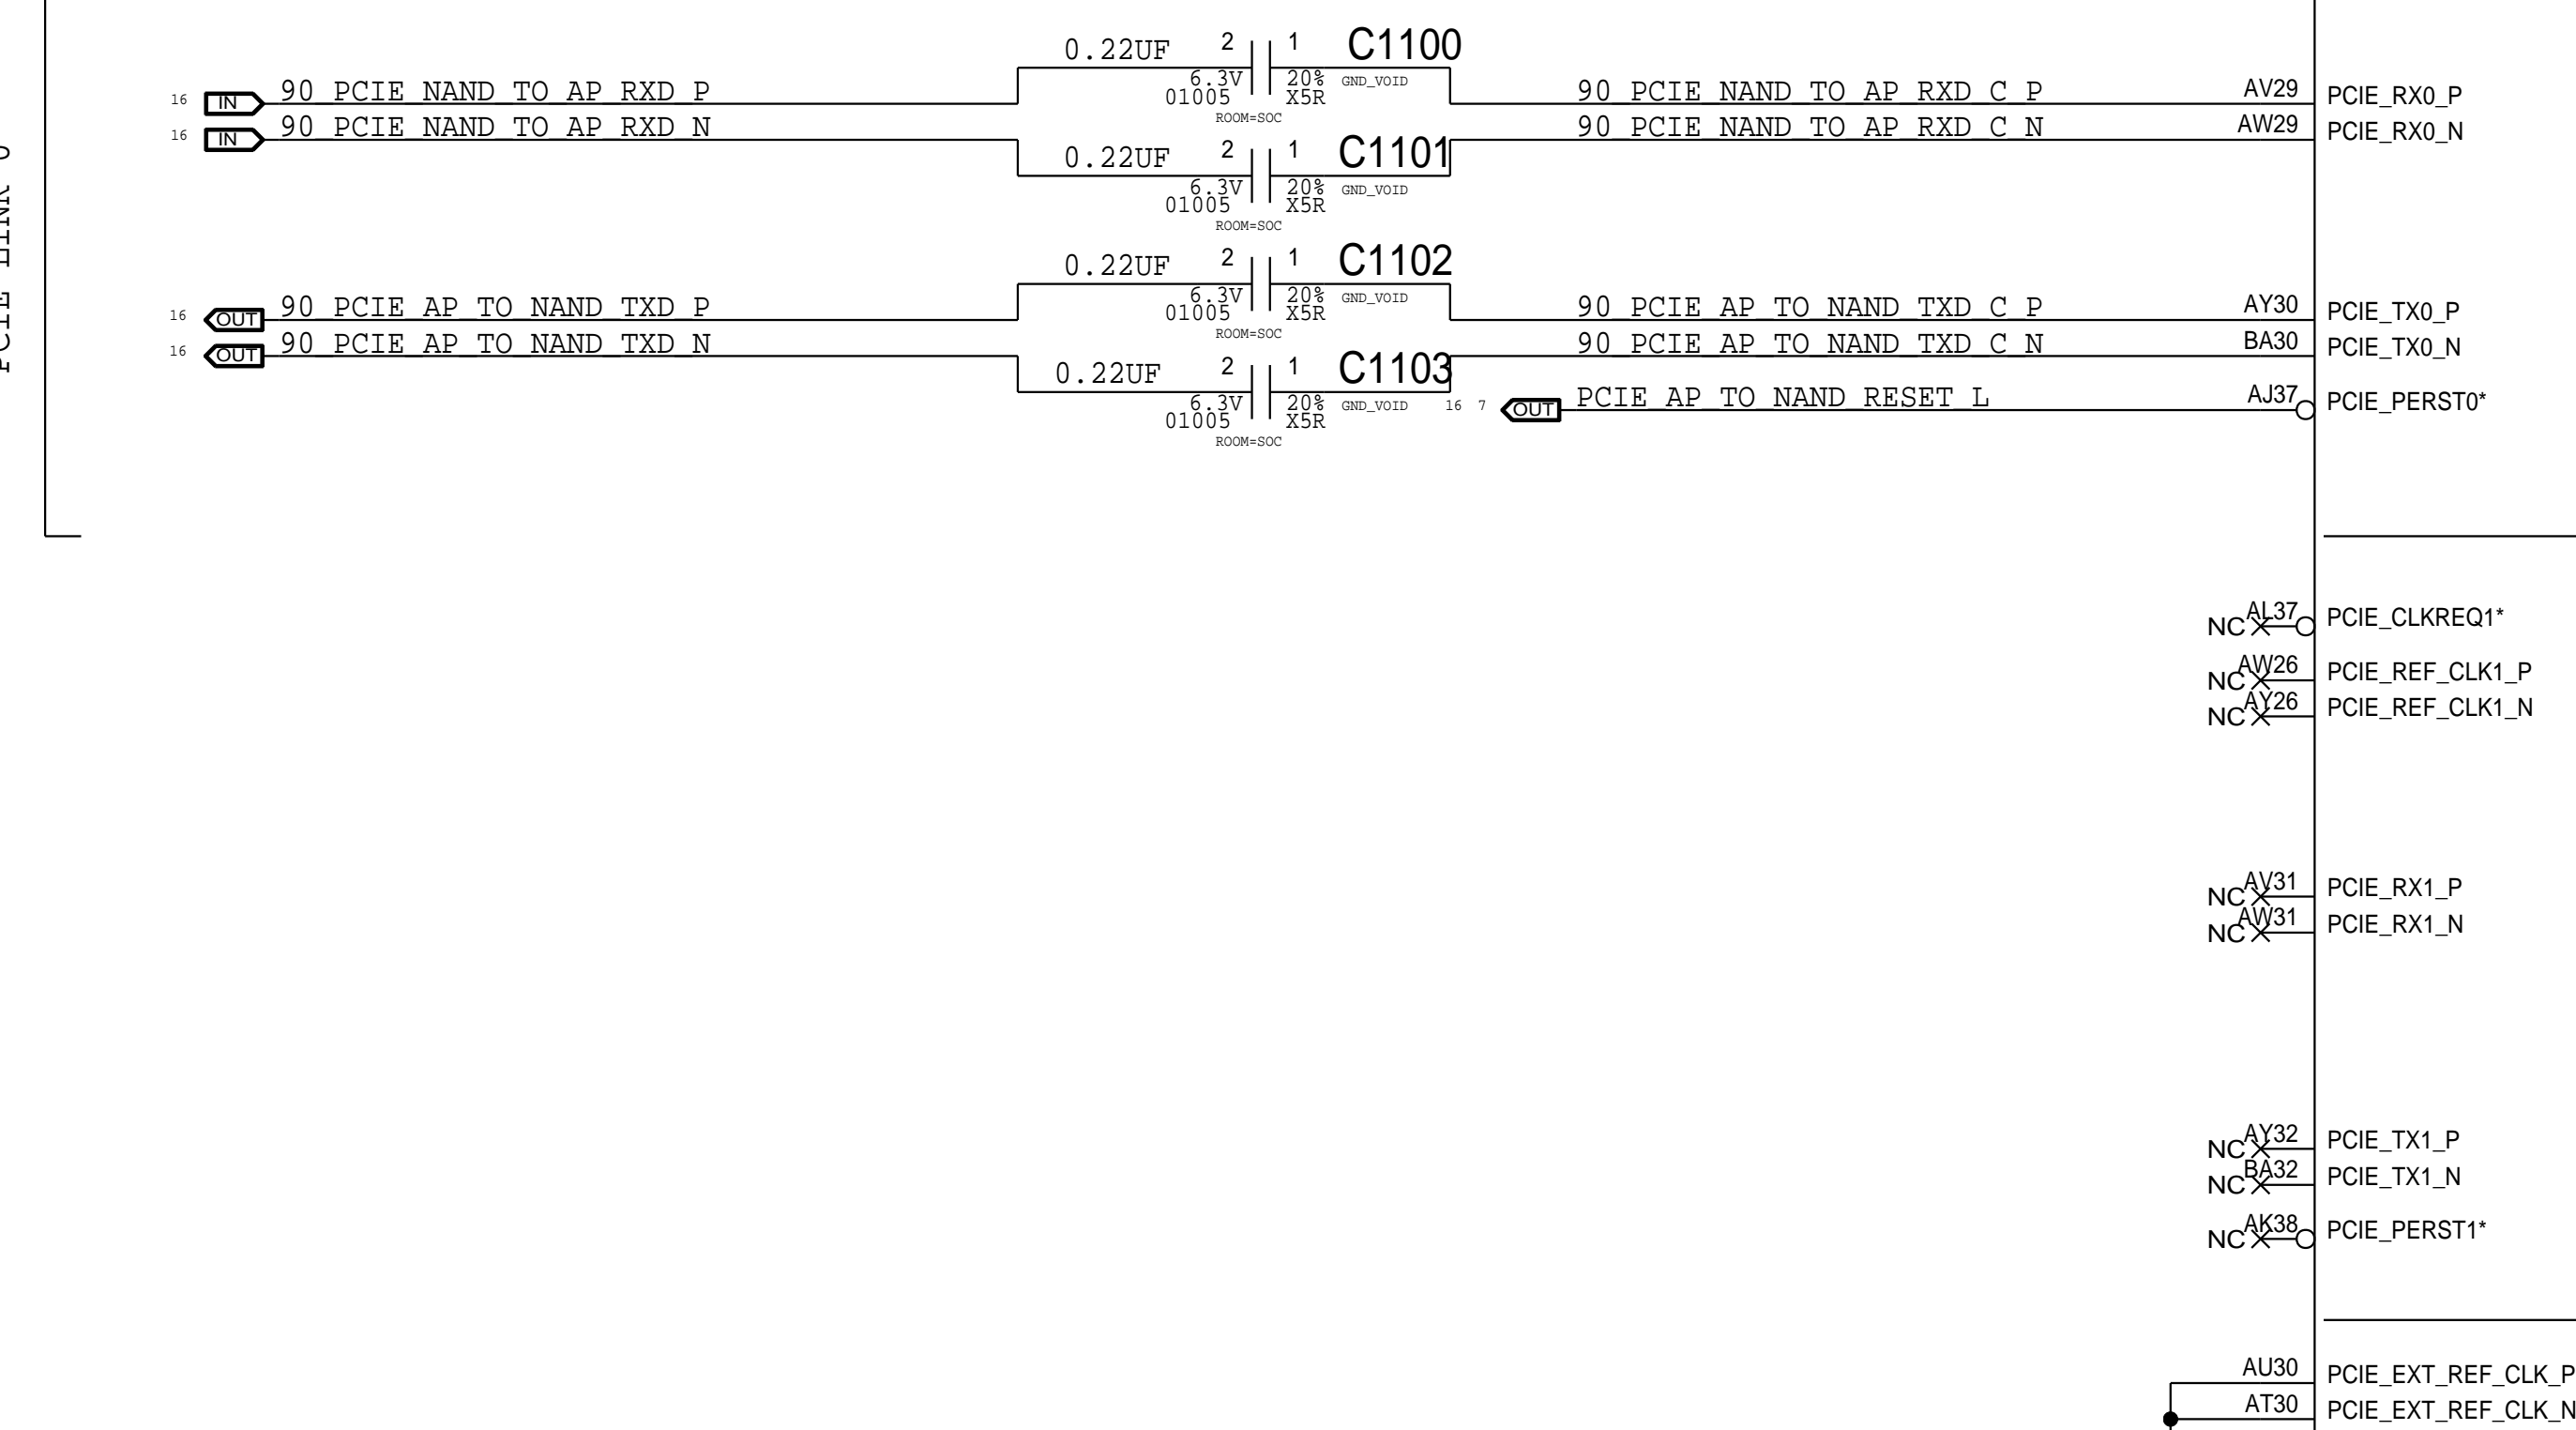 PCIE LINK 0
0.22UF 2 1 C1100
6.3V 20% GND_VOID
01005 X5R
ROOM=SOC
16 IN 90_PCIE_NAND_TO_AP_RXD_P 90_PCIE_NAND_TO_AP_RXD_C_P AV29 PCIE_RX0_P
16 IN 90_PCIE_NAND_TO_AP_RXD_N 90_PCIE_NAND_TO_AP_RXD_C_N AW29 PCIE_RX0_N
0.22UF 2 1 C1101
6.3V 20% GND_VOID
01005 X5R
ROOM=SOC
0.22UF 2 1 C1102
6.3V 20% GND_VOID
01005 X5R
ROOM=SOC
16 OUT 90_PCIE_AP_TO_NAND_TXD_P 90_PCIE_AP_TO_NAND_TXD_C_P AY30 PCIE_TX0_P
16 OUT 90_PCIE_AP_TO_NAND_TXD_N 90_PCIE_AP_TO_NAND_TXD_C_N BA30 PCIE_TX0_N
0.22UF 2 1 C1103
6.3V 20% GND_VOID
01005 X5R
ROOM=SOC
16 7 OUT PCIE_AP_TO_NAND_RESET_L AJ37 PCIE_PERST0*
NC AL37 PCIE_CLKREQ1*
NC AW26 PCIE_REF_CLK1_P
NC AY26 PCIE_REF_CLK1_N
NC AV31 PCIE_RX1_P
NC AW31 PCIE_RX1_N
NC AY32 PCIE_TX1_P
NC BA32 PCIE_TX1_N
NC AK38 PCIE_PERST1*
AU30 PCIE_EXT_REF_CLK_P
AT30 PCIE_EXT_REF_CLK_N